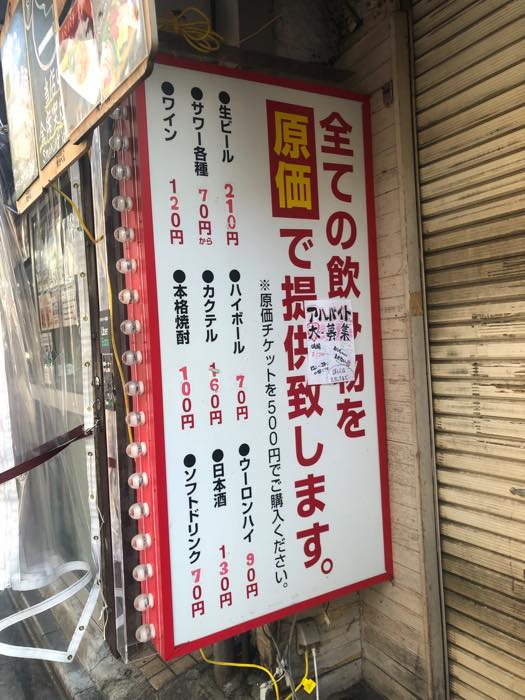 全ての飲み物を
原価で提供致します。
※原価チケットを500円でご購入ください。
●生ビール 210円
●ハイボール 70円
●ウーロンハイ 90円
●サワー各種 70円から
●カクテル 160円
●日本酒 130円
●ワイン 120円
●本格焼酎 100円
●ソフトドリンク 70円
アルバイト
大募集